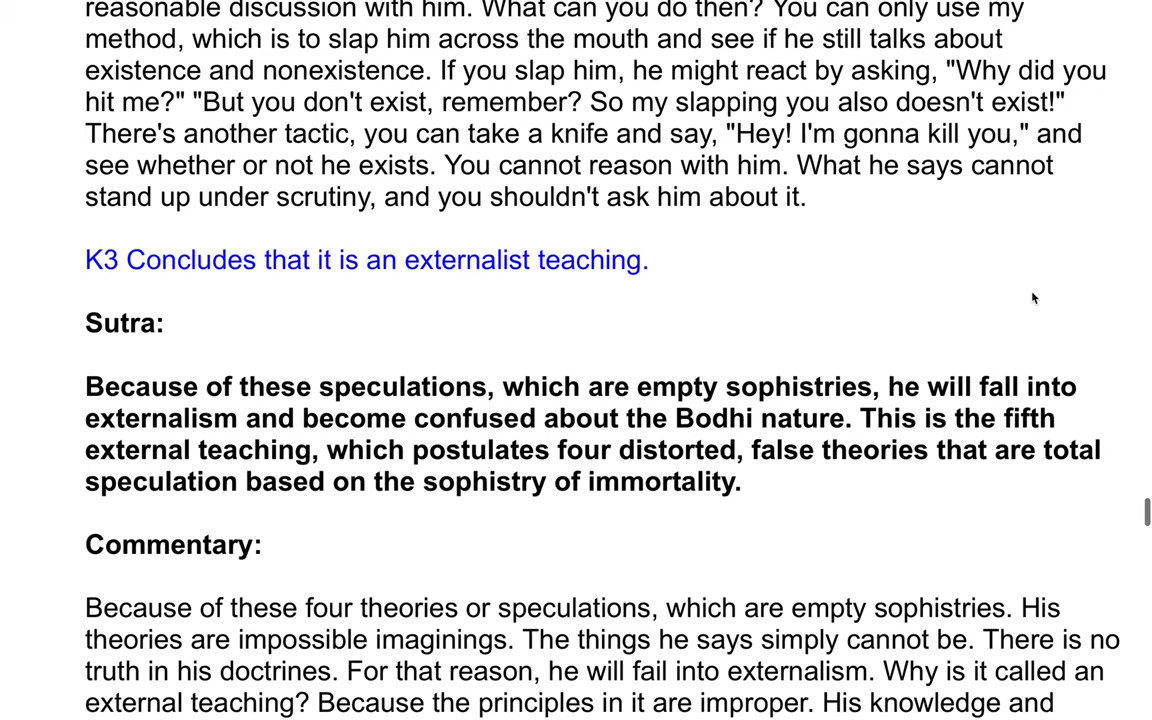 reasonable discussion with him. What can you do then? You can only use my
method, which is to slap him across the mouth and see if he still talks about
existence and nonexistence. If you slap him, he might react by asking, "Why did you
hit me?" "But you don't exist, remember? So my slapping you also doesn't exist!"
There's another tactic, you can take a knife and say, "Hey! I'm gonna kill you," and
see whether or not he exists. You cannot reason with him. What he says cannot
stand up under scrutiny, and you shouldn't ask him about it.
K3 Concludes that it is an externalist teaching.
Sutra:
Because of these speculations, which are empty sophistries, he will fall into
externalism and become confused about the Bodhi nature. This is the fifth
external teaching, which postulates four distorted, false theories that are total
speculation based on the sophistry of immortality.
Commentary:
Because of these four theories or speculations, which are empty sophistries. His
theories are impossible imaginings. The things he says simply cannot be. There is no
truth in his doctrines. For that reason, he will fail into externalism. Why is it called an
external teaching? Because the principles in it are improper. His knowledge and